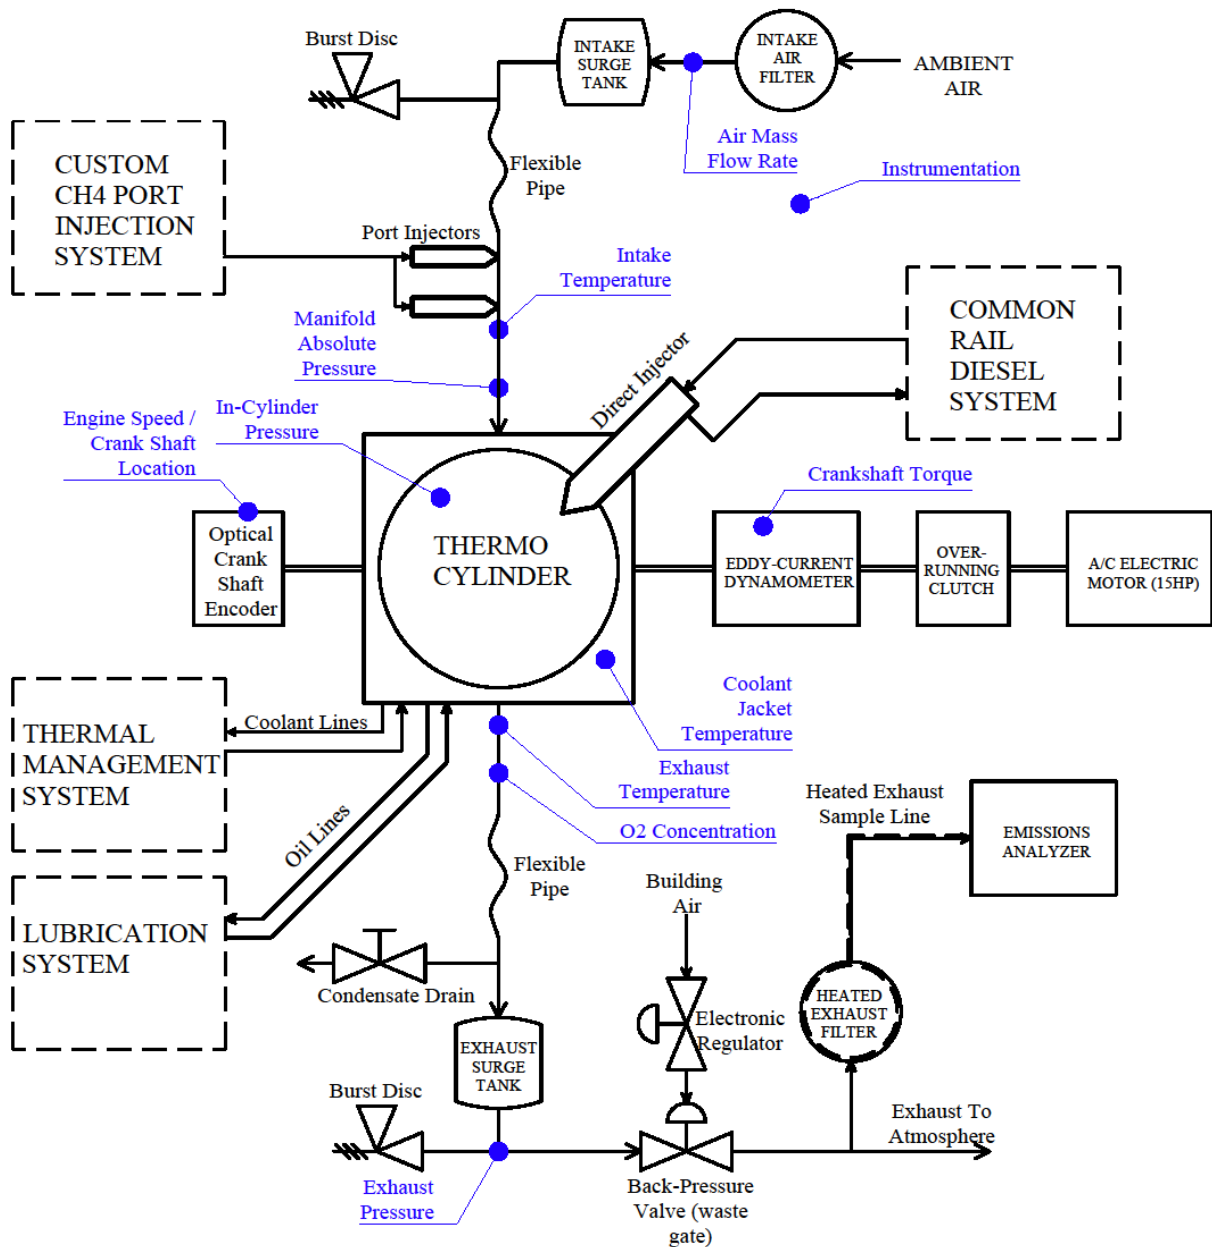 Burst Disc
INTAKE
SURGE
TANK
INTAKE
AIR
FILTER
AMBIENT
AIR
Air Mass
Flow Rate
Instrumentation
CUSTOM
CH4 PORT
INJECTION
SYSTEM
Flexible
Pipe
Port Injectors
Intake
Temperature
Manifold
Absolute
Pressure
COMMON
RAIL
DIESEL
SYSTEM
Direct Injector
Engine Speed /
Crank Shaft
Location
In-Cylinder
Pressure
Crankshaft Torque
Optical
Crank
Shaft
Encoder
THERMO
CYLINDER
EDDY-CURRENT
DYNAMOMETER
OVER-
RUNNING
CLUTCH
A/C ELECTRIC
MOTOR (15HP)
Coolant
Jacket
Temperature
THERMAL
MANAGEMENT
SYSTEM
Coolant Lines
Exhaust
Temperature
O2 Concentration
Oil Lines
Heated Exhaust
Sample Line
EMISSIONS
ANALYZER
Flexible
Pipe
Building
Air
LUBRICATION
SYSTEM
Condensate Drain
HEATED
EXHAUST
FILTER
Electronic
Regulator
EXHAUST
SURGE
TANK
Burst Disc
Exhaust To
Atmosphere
Exhaust
Pressure
Back-Pressure
Valve (waste
gate)